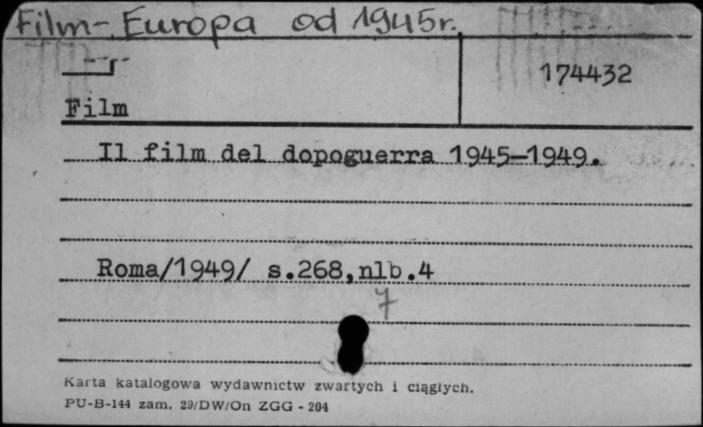 Film- Europa od 1945r.
174432
Film
Il film del dopoguerra 1945-1949.
Roma/1949/ s.268,nlb.4
7
Karta katalogowa wydawnictw zwartych i ciągłych.
PU-B-144 zam. 29/DW/On ZGG - 204